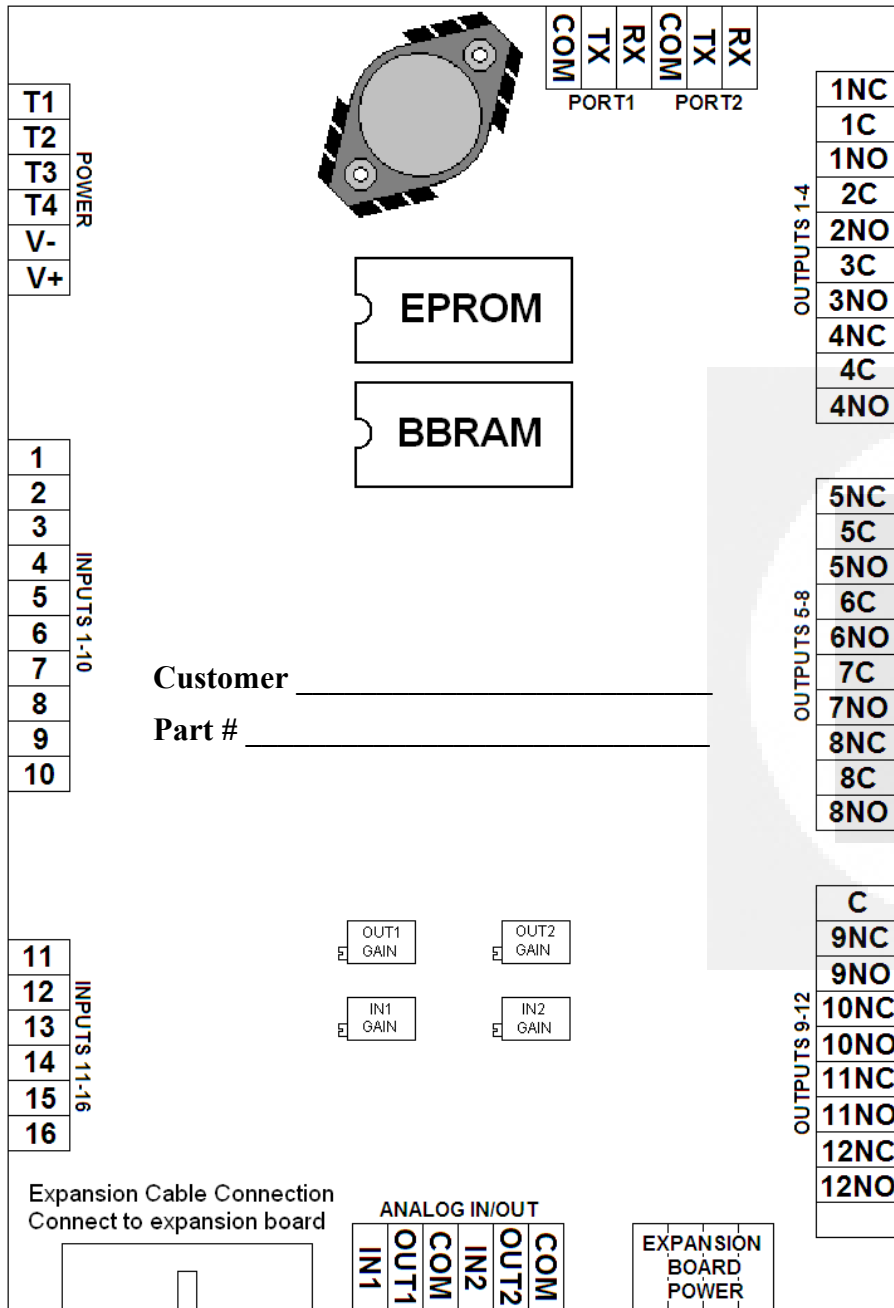 COM
TX
RX
COM
TX
RX
PORT1
PORT2
T1
T2
T3
T4
V-
V+
POWER
1NC
1C
1NO
2C
2NO
3C
3NO
4NC
4C
4NO
OUTPUTS 1-4
EPROM
BBRAM
1
2
3
4
5
6
7
8
9
10
INPUTS 1-10
5NC
5C
5NO
6C
6NO
7C
7NO
8NC
8C
8NO
OUTPUTS 5-8
Customer
Part #
OUT1
GAIN
OUT2
GAIN
IN1
GAIN
IN2
GAIN
11
12
13
14
15
16
INPUTS 11-16
C
9NC
9NO
10NC
10NO
11NC
11NO
12NC
12NO
OUTPUTS 9-12
Expansion Cable Connection
Connect to expansion board
ANALOG IN/OUT
IN1
OUT1
COM
IN2
OUT2
COM
EXPANSION
BOARD
POWER